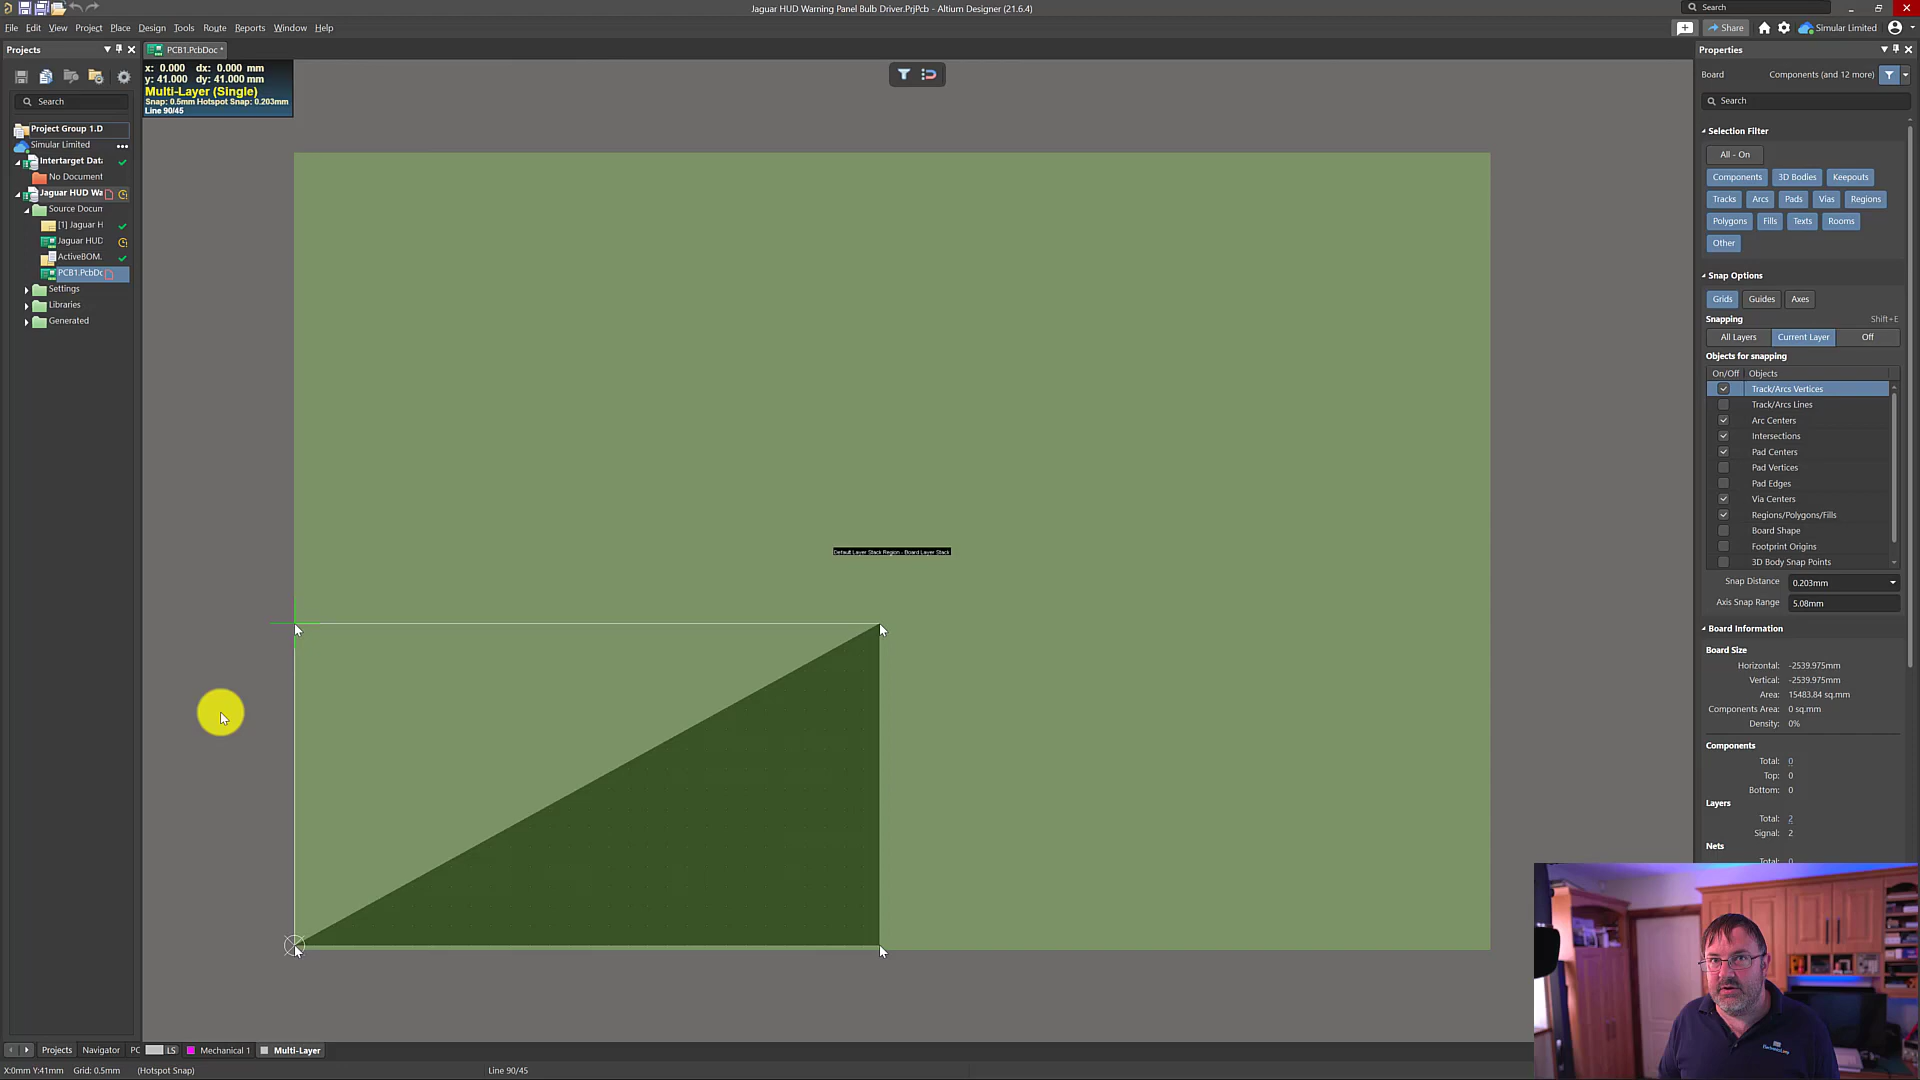 Jaguar HUD Warning Panel Bulb Driver.PrjPcb - Altium Designer (21.6.4)
Search
File Edit View Project Place Design Tools Route Reports Window Help
Share
Simular Limited
Projects
PCB1.PcbDoc *
Properties
x: 0.000 dx: 0.000 mm
y: 41.000 dy: 41.000 mm
Multi-Layer (Single)
Snap: 0.5mm Hotspot Snap: 0.203mm
Line 90/45
Board
Components (and 12 more)
Search
Search
Project Group 1.D
Simular Limited
Intertarget Data
No Document
Jaguar HUD Wa
Source Docum
[1] Jaguar H
Jaguar HUD
ActiveBOM.
PCB1.PcbDc
Settings
Libraries
Generated
Selection Filter
All - On
Components 3D Bodies Keepouts
Tracks Arcs Pads Vias Regions
Polygons Fills Texts Rooms
Other
Snap Options
Grids Guides Axes
Snapping Shift+E
All Layers Current Layer Off
Objects for snapping
On/Off Objects
Track/Arcs Vertices
Track/Arcs Lines
Arc Centers
Intersections
Pad Centers
Pad Vertices
Pad Edges
Via Centers
Regions/Polygons/Fills
Board Shape
Footprint Origins
3D Body Snap Points
Snap Distance 0.203mm
Axis Snap Range 5.08mm
Default Layer Stack Region - Board Layer Stack
Board Information
Board Size
Horizontal: -2539.975mm
Vertical: -2539.975mm
Area: 15483.84 sq.mm
Components Area: 0 sq.mm
Density: 0%
Components
Total: 0
Top: 0
Bottom: 0
Layers
Total: 2
Signal: 2
Nets
Projects Navigator PC LS Mechanical 1 Multi-Layer
X:0mm Y:41mm Grid: 0.5mm (Hotspot Snap) Line 90/45